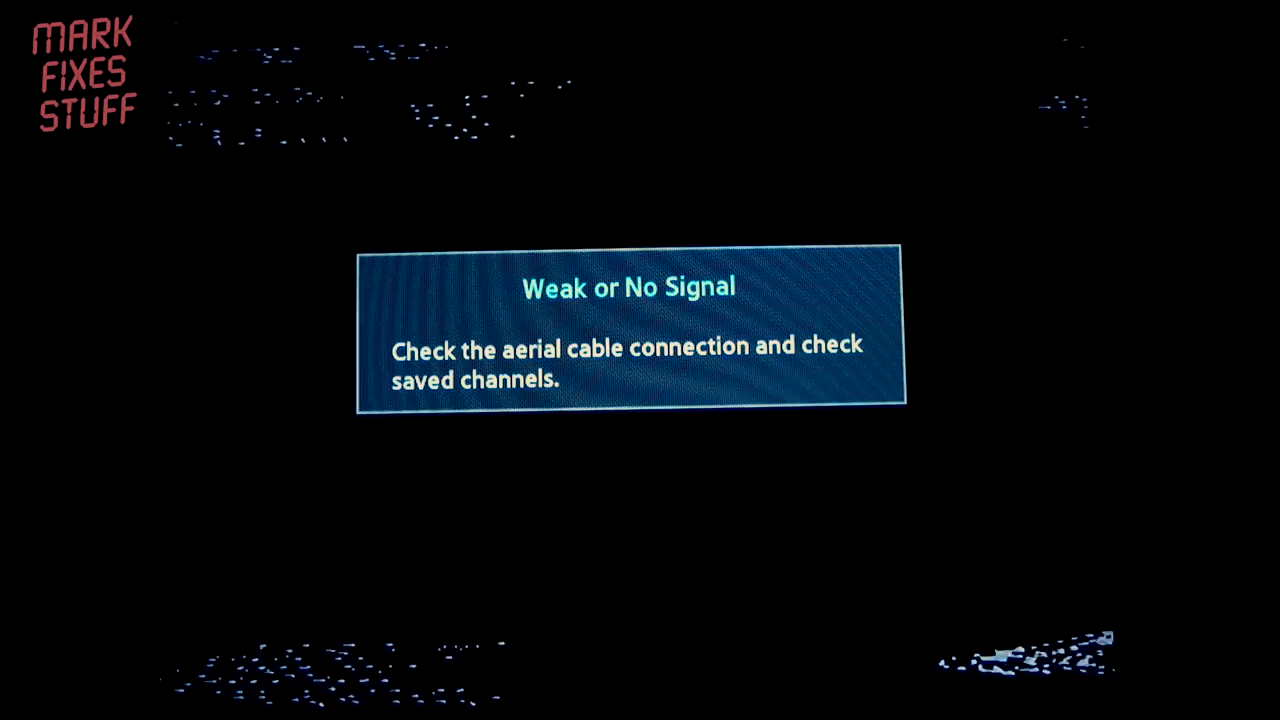 MARK
FIXES
STUFF
Weak or No Signal
Check the aerial cable connection and check
saved channels.